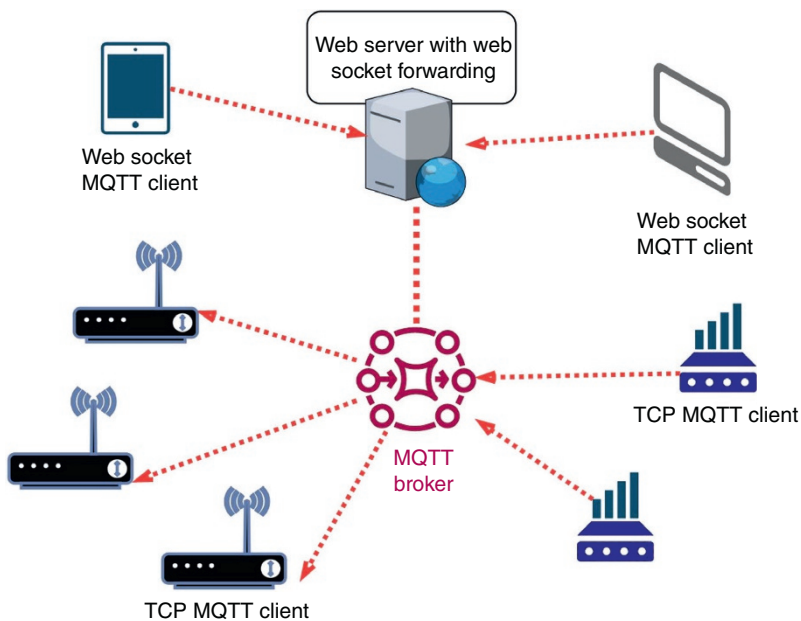 Web server with web
socket forwarding
Web socket
MQTT client
Web socket
MQTT client
TCP MQTT client
MQTT
broker
TCP MQTT client